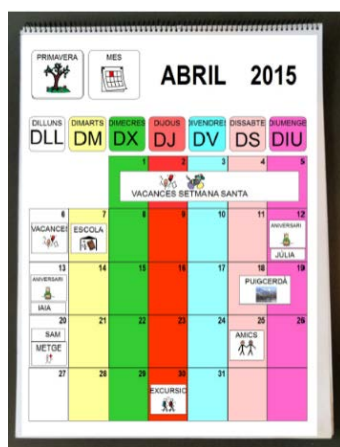 PRIMAVERA
MES
ABRIL 2015
DILLUNS DIMARTS DIMECRES DIJOUS DIVENDRES DISSABTE DIUMENGE
DLL DM DX DJ DV DS DIU
1 2 3 4 5
VACANCES SETMANA SANTA
6 7 8 9 10 11 12
VACANCES ESCOLA ANIVERSARI
JÚLIA
13 14 15 16 17 18 19
ANIVERSARI PUIGCERDÀ
IAIA
20 21 22 23 24 25 26
SAM AMICS
METGE
27 28 29 30 31
EXCURSIO